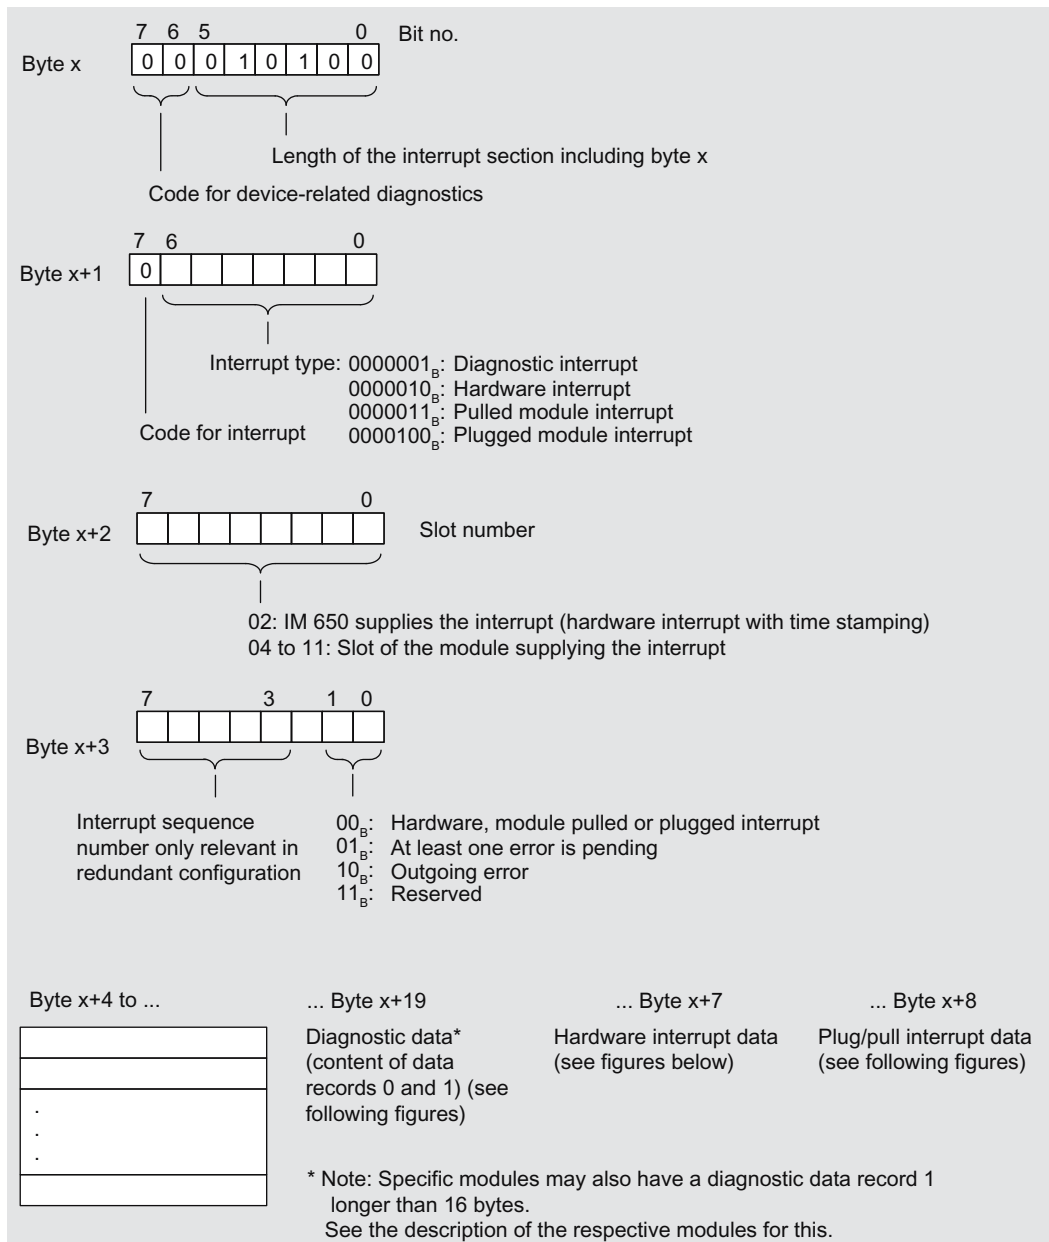 7 6 5 0 Bit no.
Byte x 0 0 0 1 0 1 0 0
Length of the interrupt section including byte x
Code for device-related diagnostics
7 6 0
Byte x+1 0
Interrupt type: 0000001B: Diagnostic interrupt
0000010B: Hardware interrupt
0000011B: Pulled module interrupt
Code for interrupt 0000100B: Plugged module interrupt
7 0
Byte x+2 Slot number
02: IM 650 supplies the interrupt (hardware interrupt with time stamping)
04 to 11: Slot of the module supplying the interrupt
7 3 1 0
Byte x+3
Interrupt sequence
number only relevant in
redundant configuration
00B: Hardware, module pulled or plugged interrupt
01B: At least one error is pending
10B: Outgoing error
11B: Reserved
Byte x+4 to ... ... Byte x+19 ... Byte x+7 ... Byte x+8
Diagnostic data*
(content of data
records 0 and 1) (see
following figures)
Hardware interrupt data
(see figures below)
Plug/pull interrupt data
(see following figures)
.
.
.
* Note: Specific modules may also have a diagnostic data record 1
longer than 16 bytes.
See the description of the respective modules for this.